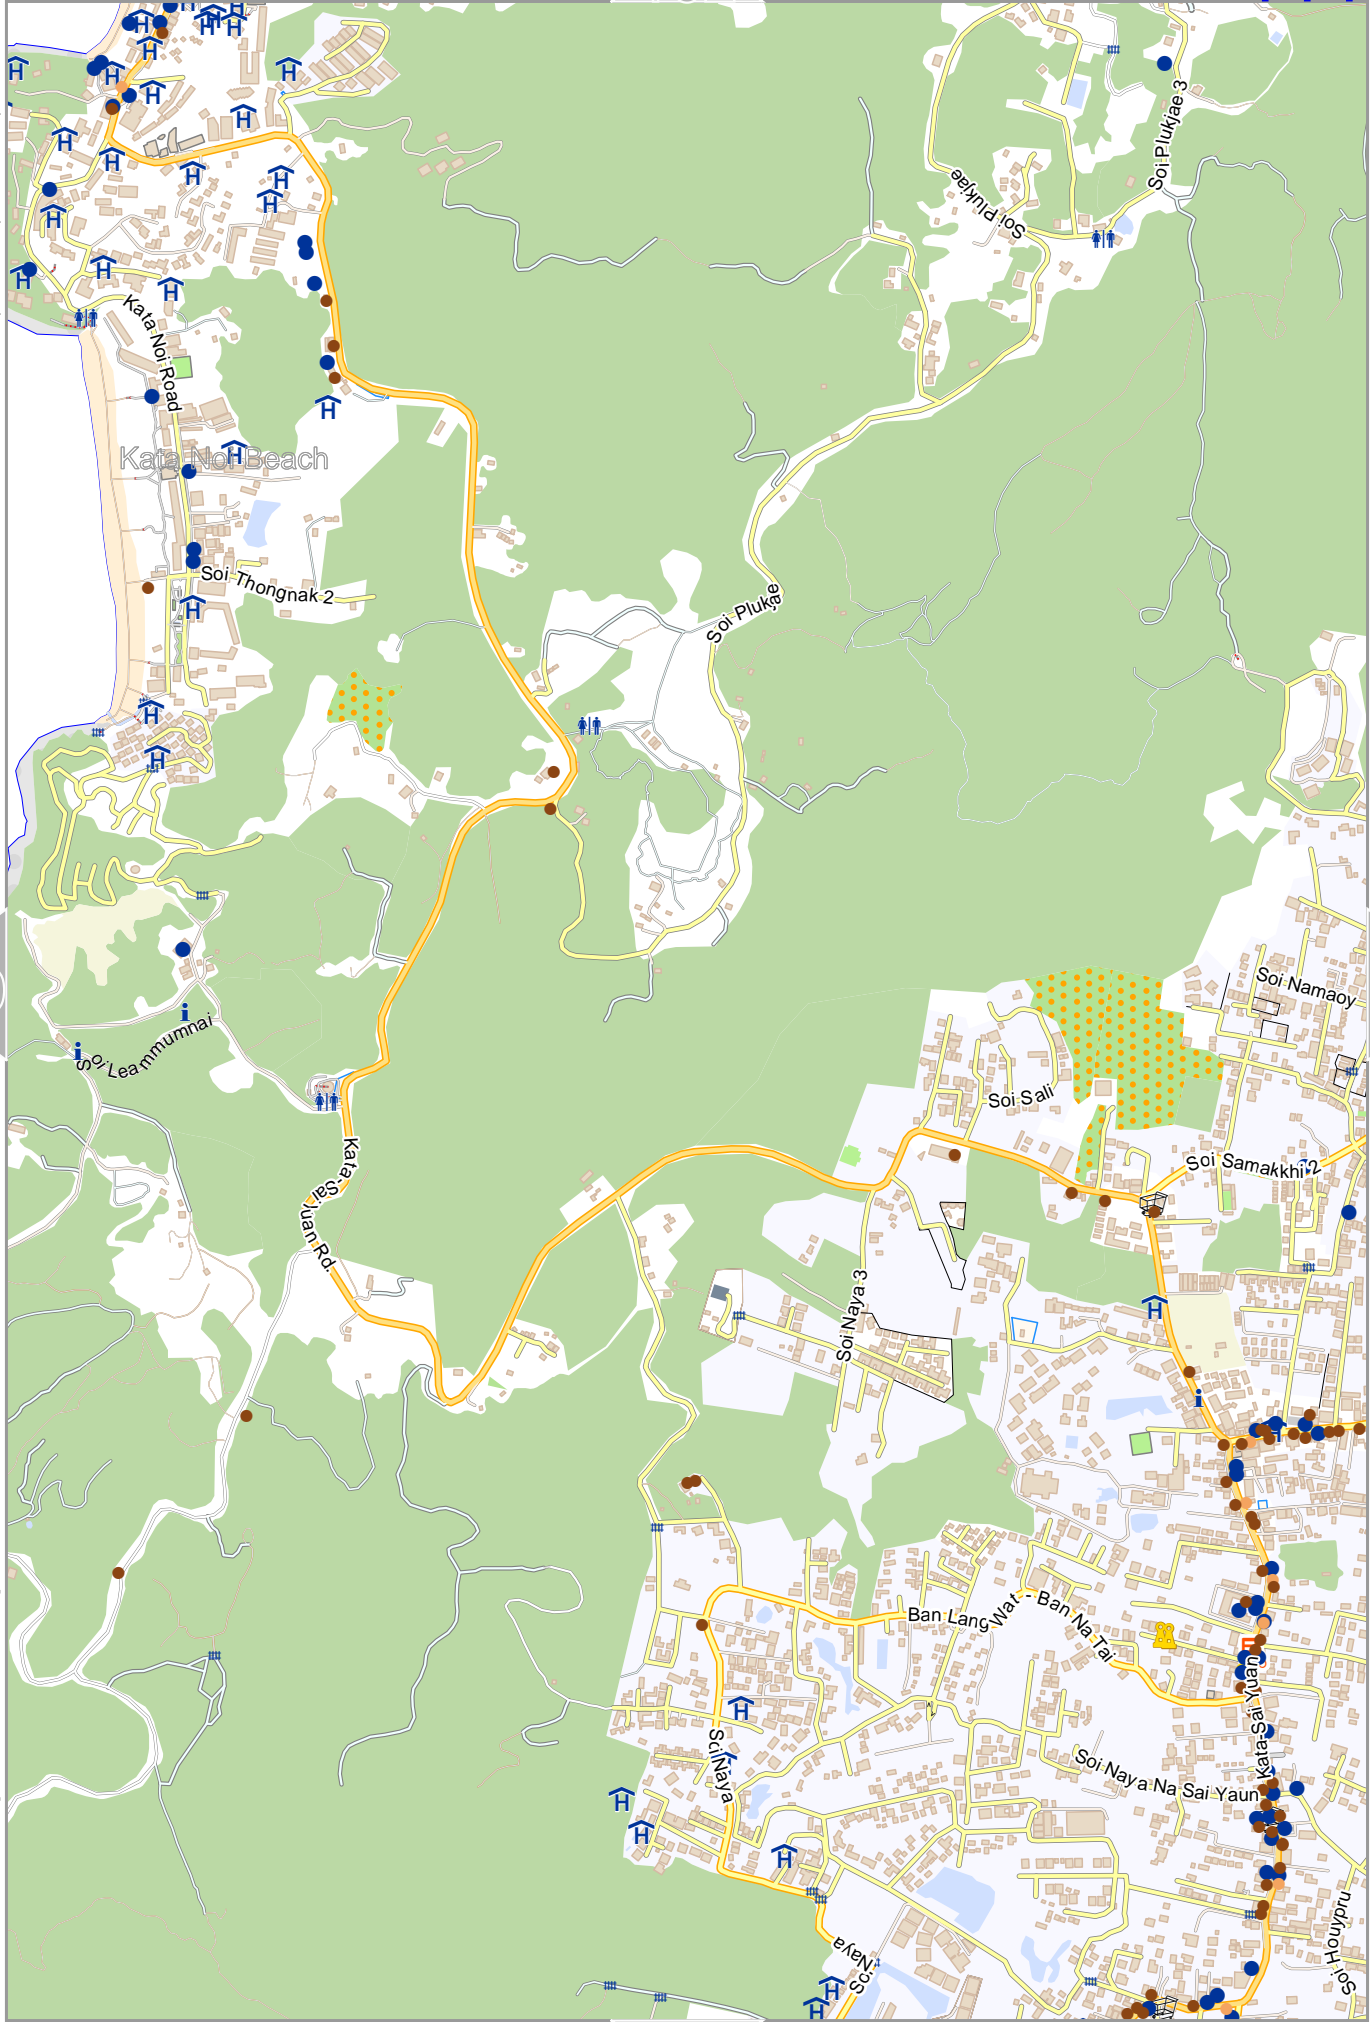 Soi Plukjae 3
Soi Plukjae
Kata Noi Road
Kata Noi Beach
Soi Thongnak 2
Soi Plukjae
Soi Namaoy
Soi Leammumnai
Soi Sali
Kata-Sai Yuan Rd.
Soi Samakkhi 2
Soi Naya 3
Ban Lang Wat - Ban Na Tai
Kata-Sai Yuan
Soi Naya
Soi Naya Na Sai Yaun
Soi Houypru
Soi Naya